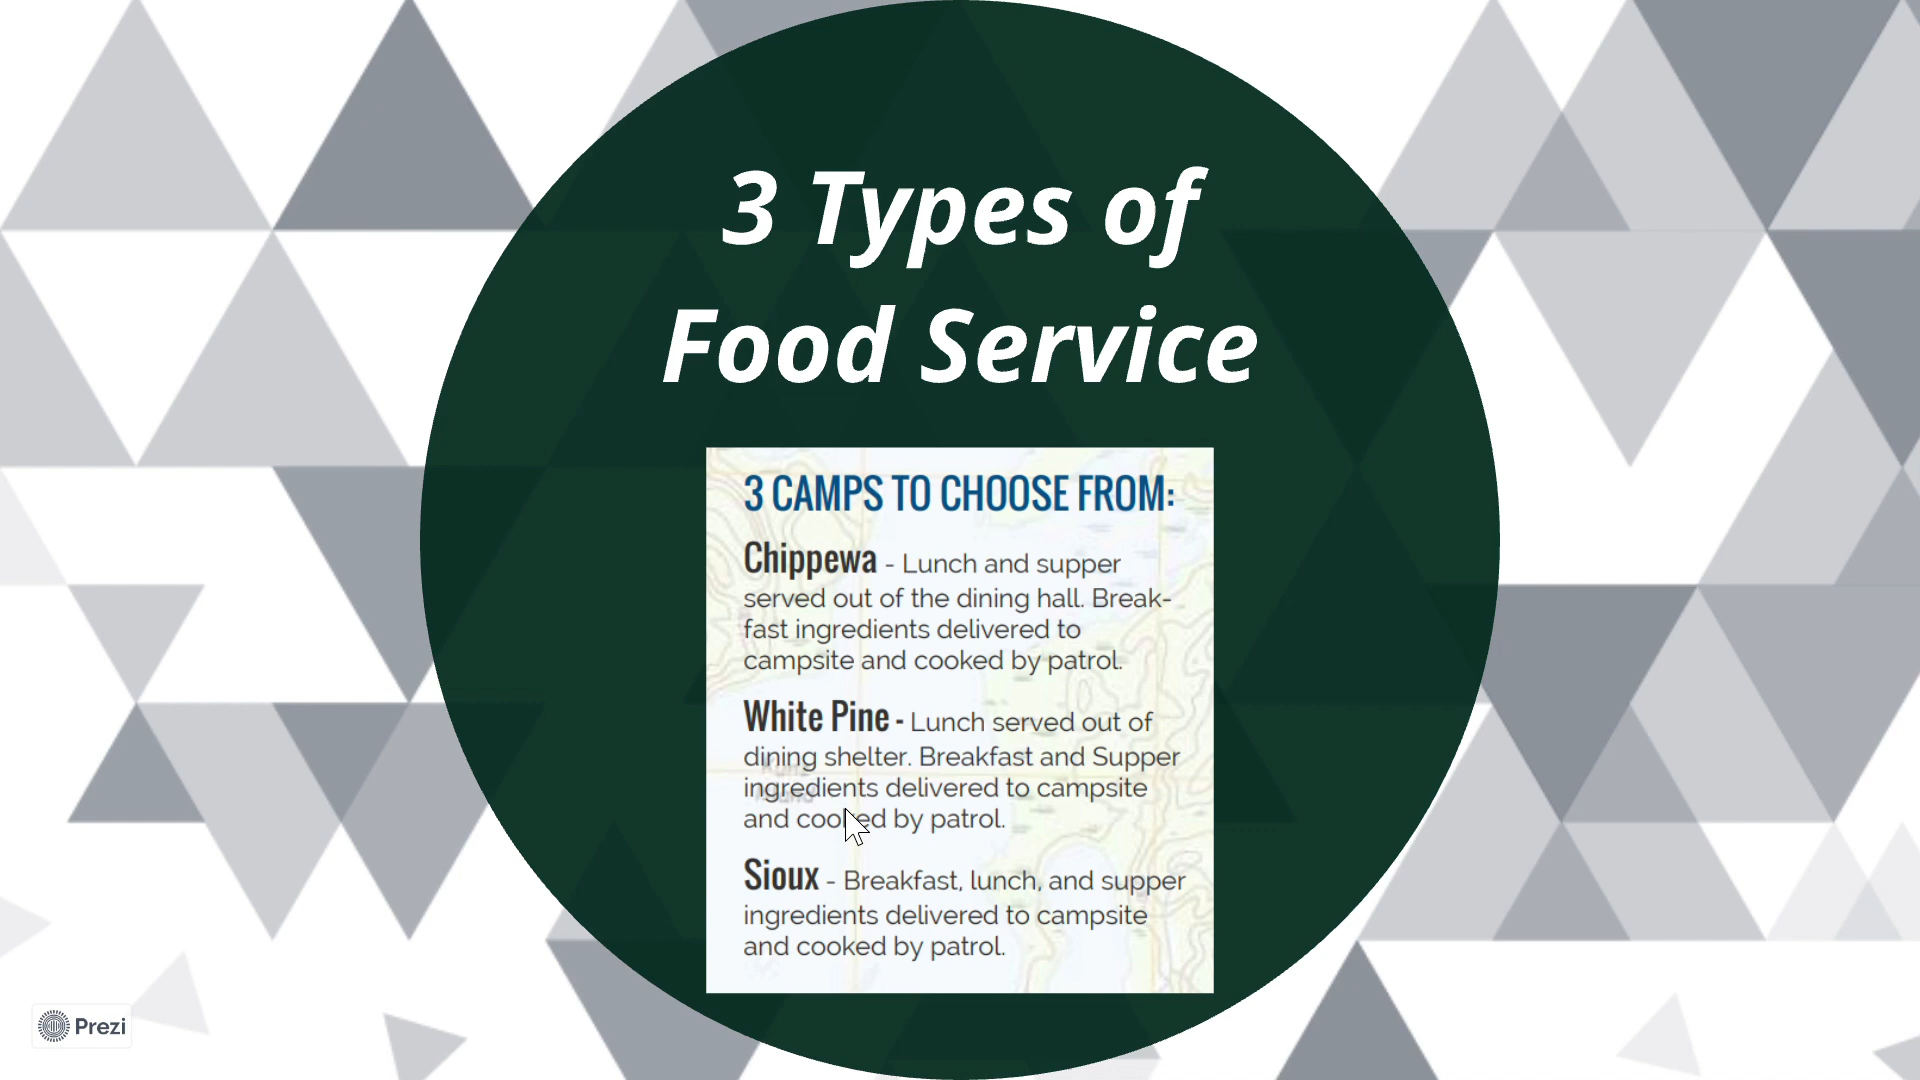 3 Types of
Food Service
3 CAMPS TO CHOOSE FROM:
Chippewa - Lunch and supper
served out of the dining hall. Break-
fast ingredients delivered to
campsite and cooked by patrol.
White Pine - Lunch served out of
dining shelter. Breakfast and Supper
ingredients delivered to campsite
and cooked by patrol.
Sioux - Breakfast, lunch, and supper
ingredients delivered to campsite
and cooked by patrol.
Prezi